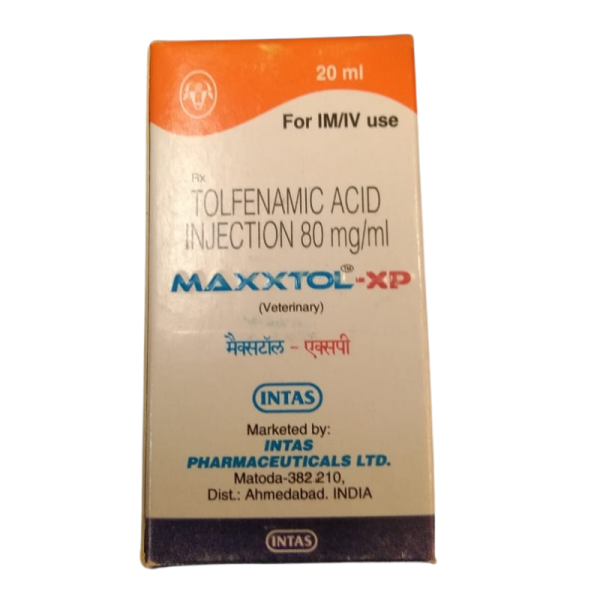 20 ml
For IM/IV use
Rx
TOLFENAMIC ACID
INJECTION 80 mg/ml
MAXXTOL™-XP
(Veterinary)
मैक्सटॉल - एक्सपी
INTAS
Marketed by:
INTAS
PHARMACEUTICALS LTD.
Matoda-382 210,
Dist.: Ahmedabad. INDIA
INTAS